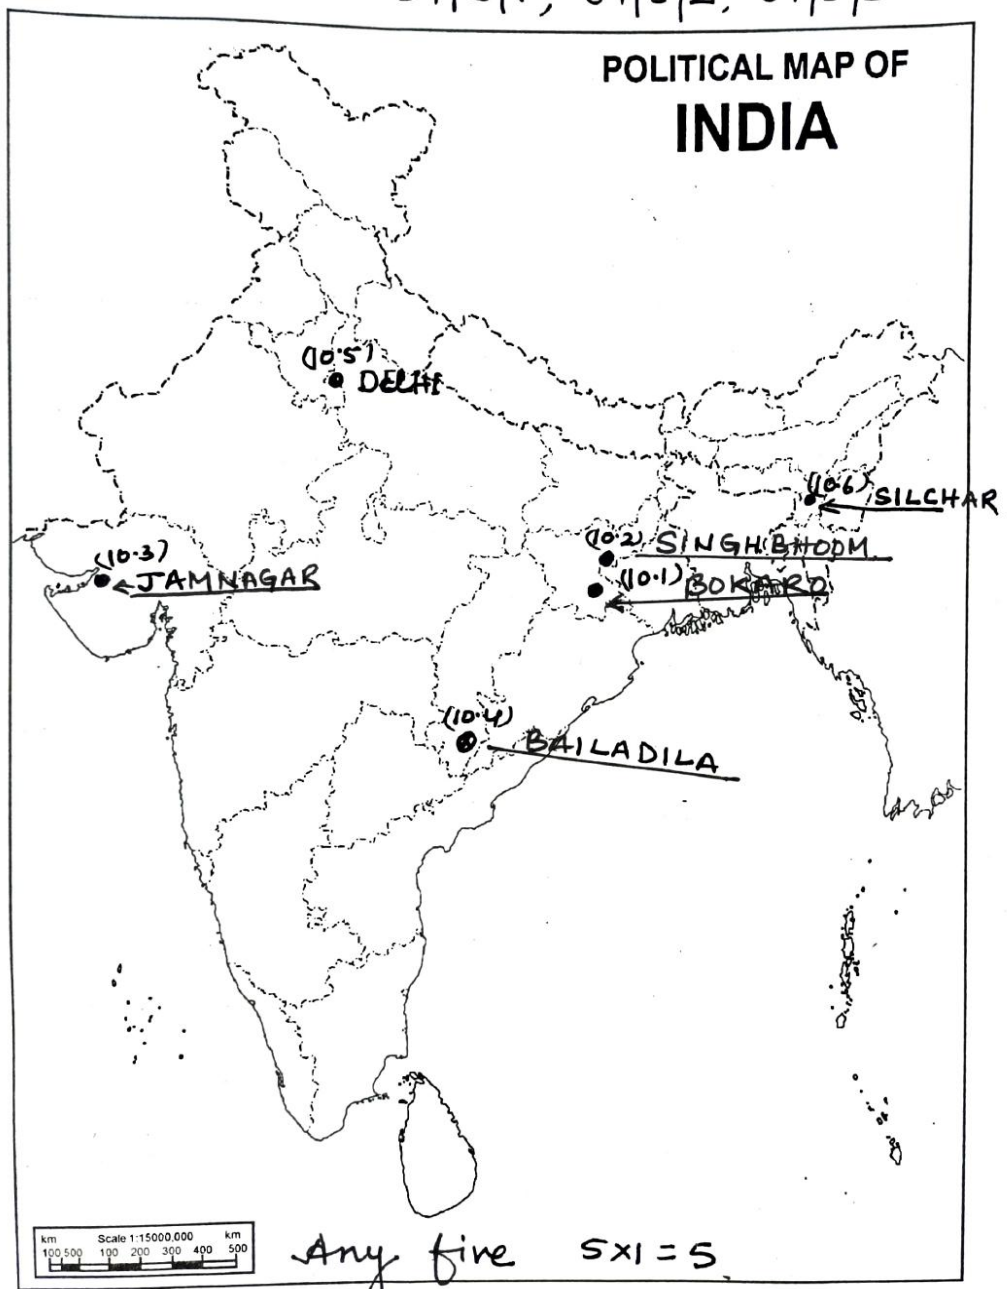 POLITICAL MAP OF
INDIA
(10.5)
DELHI
(10.6)
SILCHAR
(10.2) SINGHBHOOM
(10.3)
JAMNAGAR
(10.1) BOKARO
(10.4)
BAILADILA
km Scale 1:15000,000 km
100 500 100 200 300 400 500
Any five 5x1=5